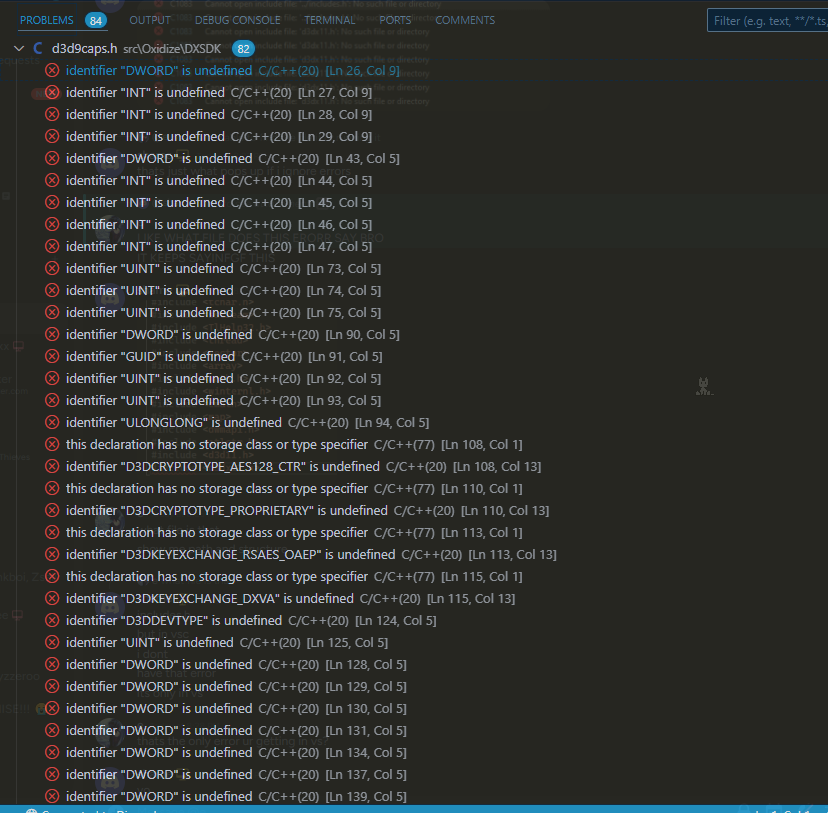 PROBLEMS 84 OUTPUT DEBUG CONSOLE TERMINAL PORTS COMMENTS Filter (e.g. text, **/*.ts,
C d3d9caps.h src\Oxidize\DXSDK 82
identifier "DWORD" is undefined C/C++(20) [Ln 26, Col 9]
identifier "INT" is undefined C/C++(20) [Ln 27, Col 9]
identifier "INT" is undefined C/C++(20) [Ln 28, Col 9]
identifier "INT" is undefined C/C++(20) [Ln 29, Col 9]
identifier "DWORD" is undefined C/C++(20) [Ln 43, Col 5]
identifier "INT" is undefined C/C++(20) [Ln 44, Col 5]
identifier "INT" is undefined C/C++(20) [Ln 45, Col 5]
identifier "INT" is undefined C/C++(20) [Ln 46, Col 5]
identifier "INT" is undefined C/C++(20) [Ln 47, Col 5]
identifier "UINT" is undefined C/C++(20) [Ln 73, Col 5]
identifier "UINT" is undefined C/C++(20) [Ln 74, Col 5]
identifier "UINT" is undefined C/C++(20) [Ln 75, Col 5]
identifier "DWORD" is undefined C/C++(20) [Ln 90, Col 5]
identifier "GUID" is undefined C/C++(20) [Ln 91, Col 5]
identifier "UINT" is undefined C/C++(20) [Ln 92, Col 5]
identifier "UINT" is undefined C/C++(20) [Ln 93, Col 5]
identifier "ULONGLONG" is undefined C/C++(20) [Ln 94, Col 5]
this declaration has no storage class or type specifier C/C++(77) [Ln 108, Col 1]
identifier "D3DCRYPTOTYPE_AES128_CTR" is undefined C/C++(20) [Ln 108, Col 13]
this declaration has no storage class or type specifier C/C++(77) [Ln 110, Col 1]
identifier "D3DCRYPTOTYPE_PROPRIETARY" is undefined C/C++(20) [Ln 110, Col 13]
this declaration has no storage class or type specifier C/C++(77) [Ln 113, Col 1]
identifier "D3DKEYEXCHANGE_RSAES_OAEP" is undefined C/C++(20) [Ln 113, Col 13]
this declaration has no storage class or type specifier C/C++(77) [Ln 115, Col 1]
identifier "D3DKEYEXCHANGE_DXVA" is undefined C/C++(20) [Ln 115, Col 13]
identifier "D3DDEVTYPE" is undefined C/C++(20) [Ln 124, Col 5]
identifier "UINT" is undefined C/C++(20) [Ln 125, Col 5]
identifier "DWORD" is undefined C/C++(20) [Ln 128, Col 5]
identifier "DWORD" is undefined C/C++(20) [Ln 129, Col 5]
identifier "DWORD" is undefined C/C++(20) [Ln 130, Col 5]
identifier "DWORD" is undefined C/C++(20) [Ln 131, Col 5]
identifier "DWORD" is undefined C/C++(20) [Ln 134, Col 5]
identifier "DWORD" is undefined C/C++(20) [Ln 137, Col 5]
identifier "DWORD" is undefined C/C++(20) [Ln 139, Col 5]